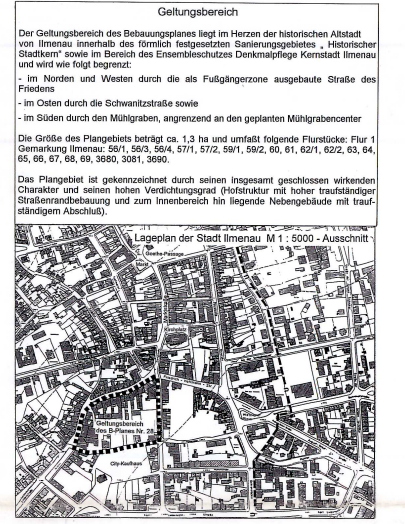 Geltungsbereich
Der Geltungsbereich des Bebauungsplanes liegt im Herzen der historischen Altstadt
von Ilmenau innerhalb des förmlich festgesetzten Sanierungsgebietes „ Historischer
Stadtkern" sowie im Bereich des Ensembleschutzes Denkmalpflege Kernstadt Ilmenau
und wird wie folgt begrenzt:
- im Norden und Westen durch die als Fußgängerzone ausgebaute Straße des
Friedens
- im Osten durch die Schwanitzstraße sowie
- im Süden durch den Mühlgraben, angrenzend an den geplanten Mühlgrabencenter
Die Größe des Plangebiets beträgt ca. 1,3 ha und umfaßt folgende Flurstücke: Flur 1
Gemarkung Ilmenau: 56/1, 56/3, 56/4, 57/1, 57/2, 59/1, 59/2, 60, 61, 62/1, 62/2, 63, 64,
65, 66, 67, 68, 69, 3680, 3081, 3690.
Das Plangebiet ist gekennzeichnet durch seinen insgesamt geschlossen wirkenden
Charakter und seinen hohen Verdichtungsgrad (Hofstruktur mit hoher traufständiger
Straßenrandbebauung und zum Innenbereich hin liegende Nebengebäude mit trauf-
ständigem Abschluß).
Lageplan der Stadt Ilmenau M 1 : 5000 - Ausschnitt
Goethe-Passage
Markt
Kirchplatz
Geltungsbereich
des B-Planes Nr. 28
City-Kaufhaus